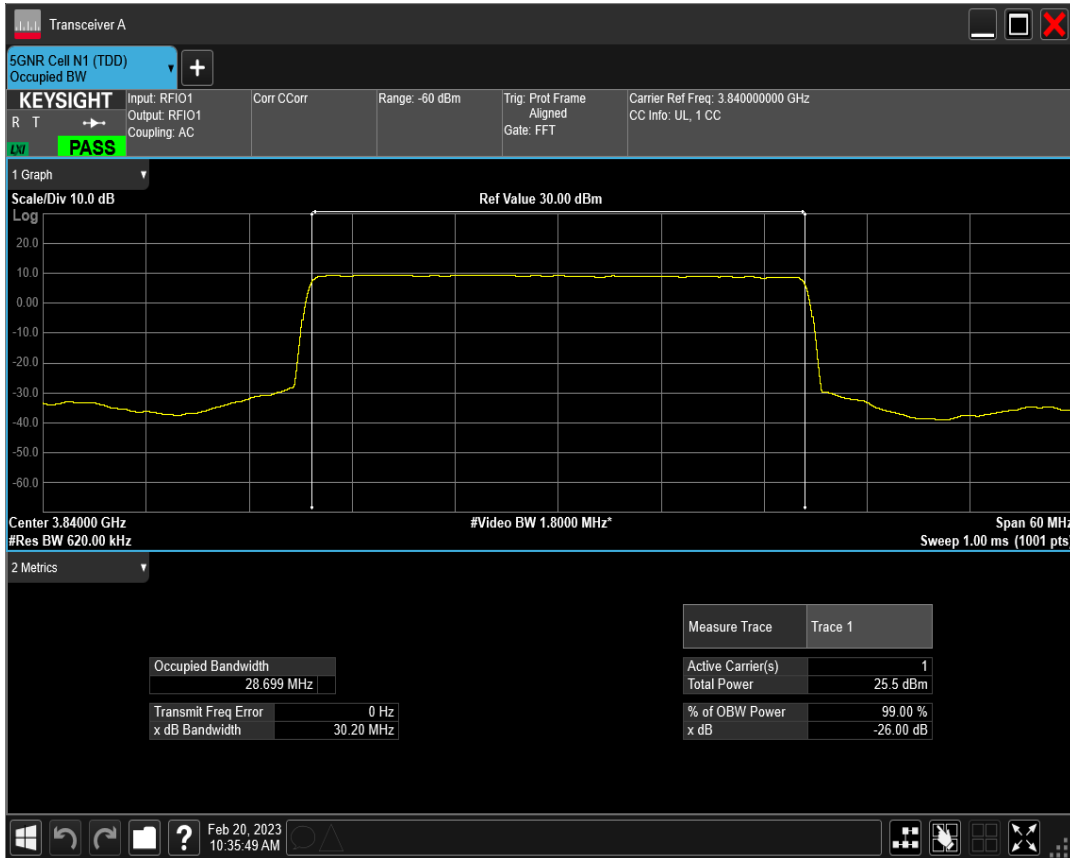 Transceiver A
5GNR Cell N1 (TDD)
Occupied BW
+
KEYSIGHT
R T
LXI
PASS
Input: RFIO1
Output: RFIO1
Coupling: AC
Corr CCorr
Range: -60 dBm
Trig: Prot Frame
Aligned
Gate: FFT
Carrier Ref Freq: 3.840000000 GHz
CC Info: UL, 1 CC
1 Graph
Scale/Div 10.0 dB
Ref Value 30.00 dBm
Log
20.0
10.0
0.00
-10.0
-20.0
-30.0
-40.0
-50.0
-60.0
Center 3.84000 GHz
#Video BW 1.8000 MHz*
Span 60 MHz
#Res BW 620.00 kHz
Sweep 1.00 ms (1001 pts)
2 Metrics
Measure Trace Trace 1
Occupied Bandwidth
28.699 MHz
Active Carrier(s) 1
Total Power 25.5 dBm
Transmit Freq Error 0 Hz
x dB Bandwidth 30.20 MHz
% of OBW Power 99.00 %
x dB -26.00 dB
?
Feb 20, 2023
10:35:49 AM